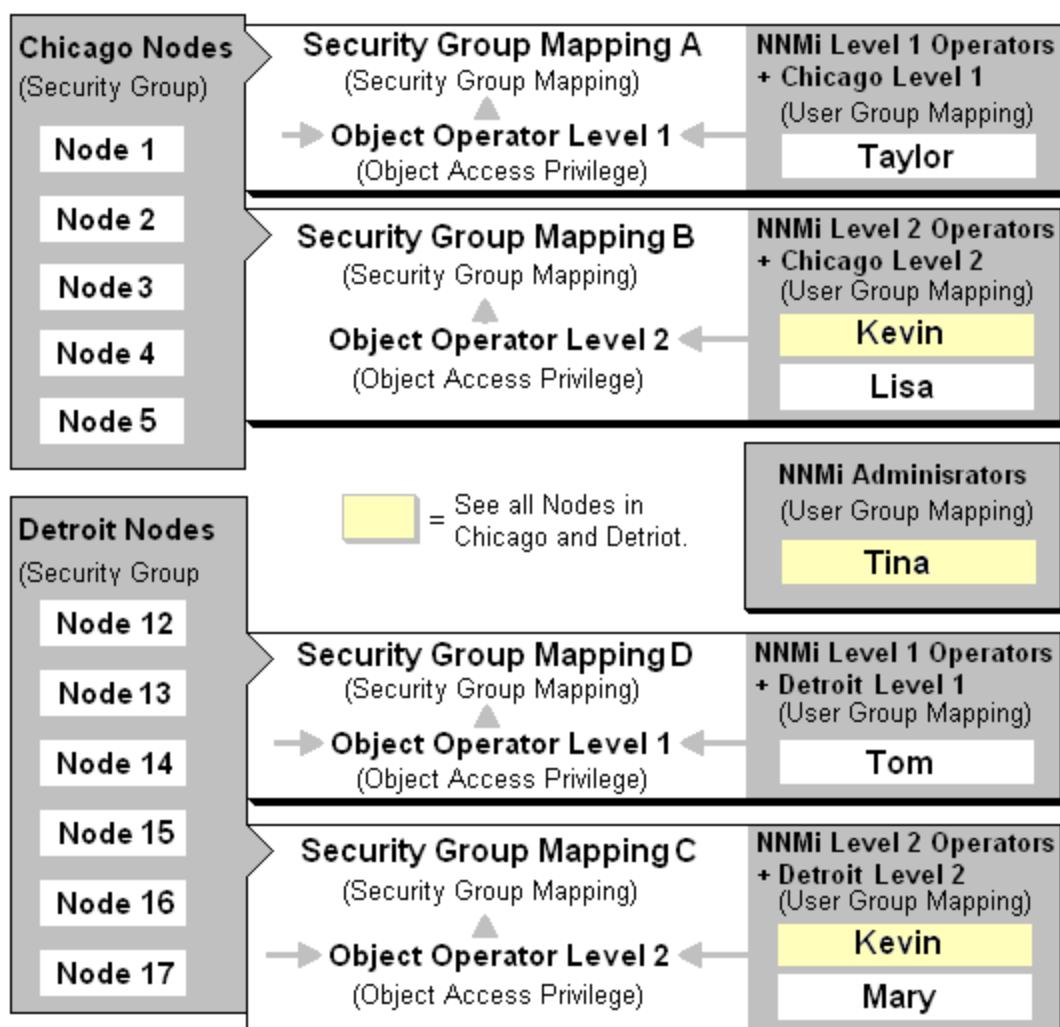 Chicago Nodes
(Security Group)
Node 1
Node 2
Node 3
Node 4
Node 5
Security Group Mapping A
(Security Group Mapping)
Object Operator Level 1
(Object Access Privilege)
NNMi Level 1 Operators
+ Chicago Level 1
(User Group Mapping)
Taylor
Security Group Mapping B
(Security Group Mapping)
Object Operator Level 2
(Object Access Privilege)
NNMi Level 2 Operators
+ Chicago Level 2
(User Group Mapping)
Kevin
Lisa
= See all Nodes in
Chicago and Detriot.
NNMi Adminisrators
(User Group Mapping)
Tina
Detroit Nodes
(Security Group
Node 12
Node 13
Node 14
Node 15
Node 16
Node 17
Security Group Mapping D
(Security Group Mapping)
Object Operator Level 1
(Object Access Privilege)
NNMi Level 1 Operators
+ Detroit Level 1
(User Group Mapping)
Tom
Security Group Mapping C
(Security Group Mapping)
Object Operator Level 2
(Object Access Privilege)
NNMi Level 2 Operators
+ Detroit Level 2
(User Group Mapping)
Kevin
Mary